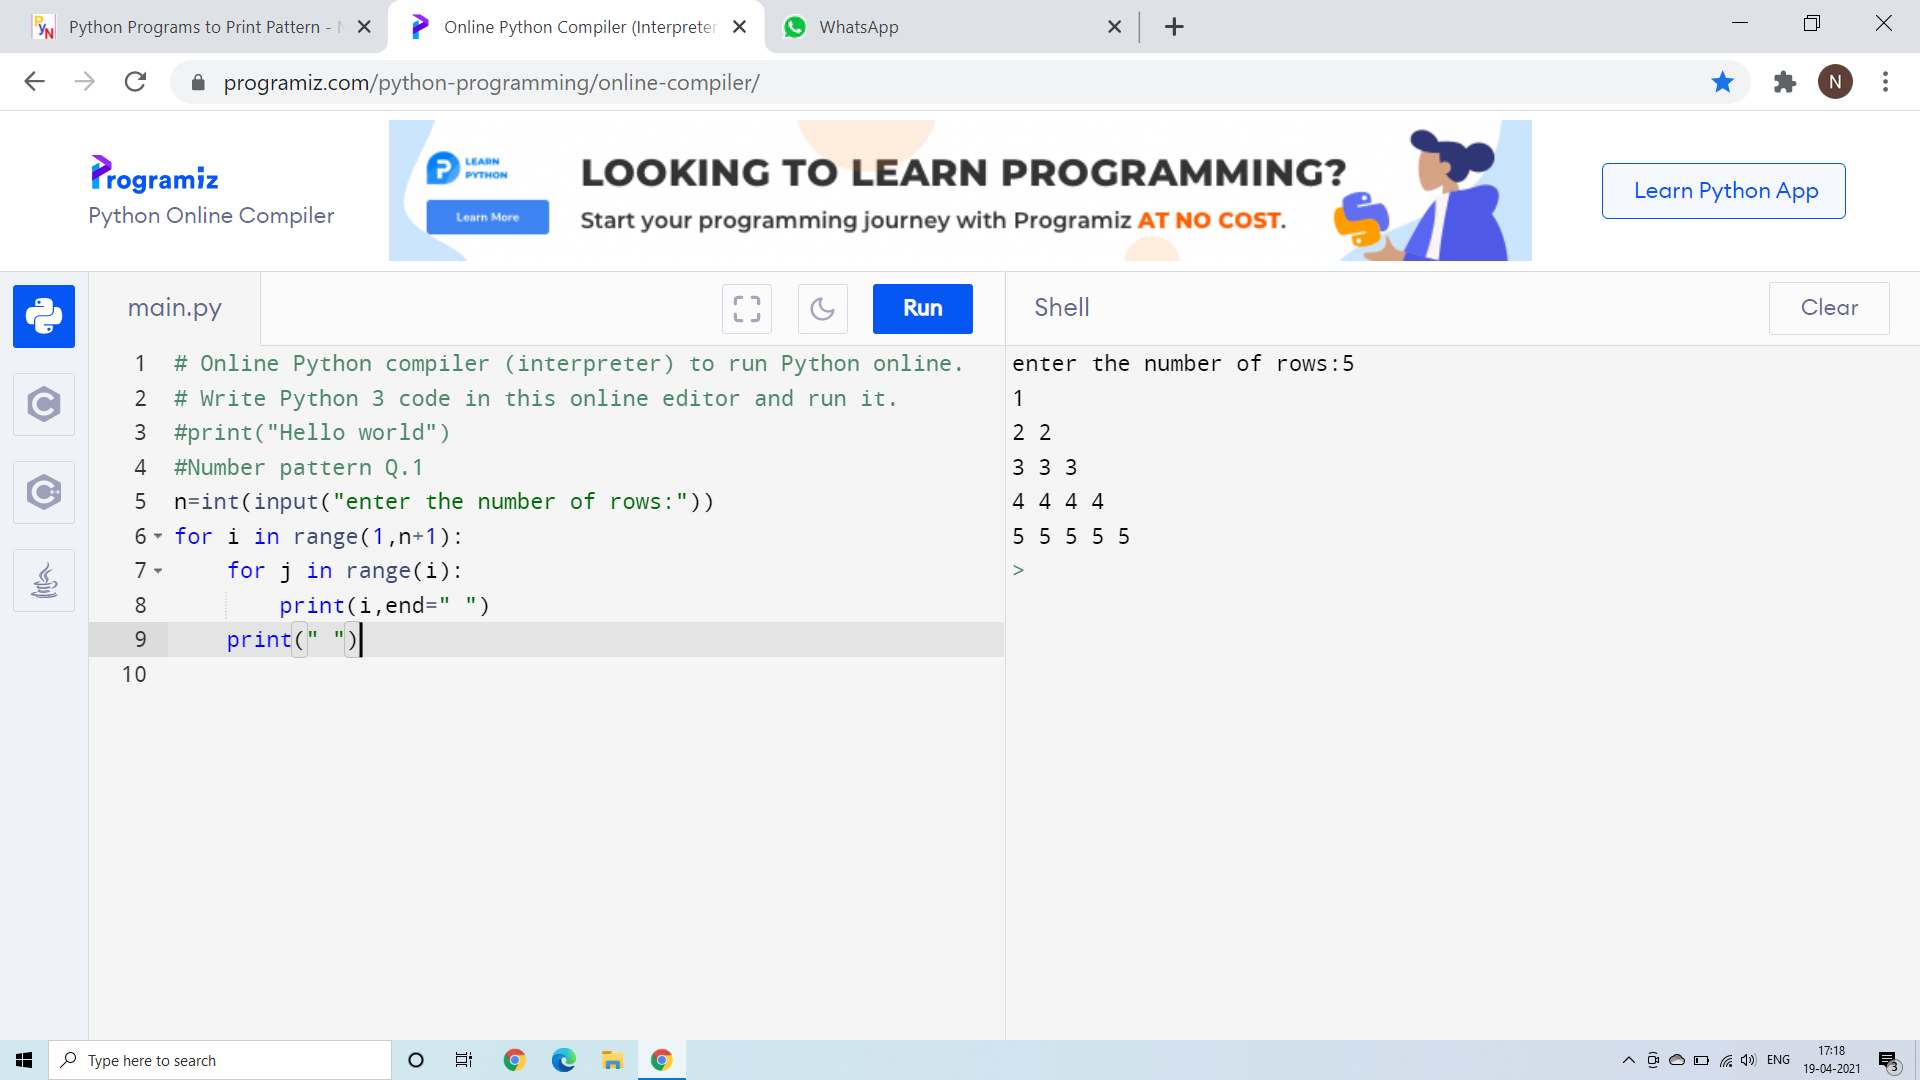 Python Programs to Print Pattern -
Online Python Compiler (Interpreter
WhatsApp
programiz.com/python-programming/online-compiler/
N
Programiz
Python Online Compiler
LEARN
PYTHON
Learn More
LOOKING TO LEARN PROGRAMMING?
Start your programming journey with Programiz AT NO COST.
Learn Python App
main.py
Run
Shell
Clear
1 # Online Python compiler (interpreter) to run Python online.
2 # Write Python 3 code in this online editor and run it.
3 #print("Hello world")
4 #Number pattern Q.1
5 n=int(input("enter the number of rows:"))
6 for i in range(1,n+1):
7     for j in range(i):
8         print(i,end=" ")
9     print(" ")
10
enter the number of rows:5
1
2 2
3 3 3
4 4 4 4
5 5 5 5 5
>
Type here to search
ENG
17:18
19-04-2021
3